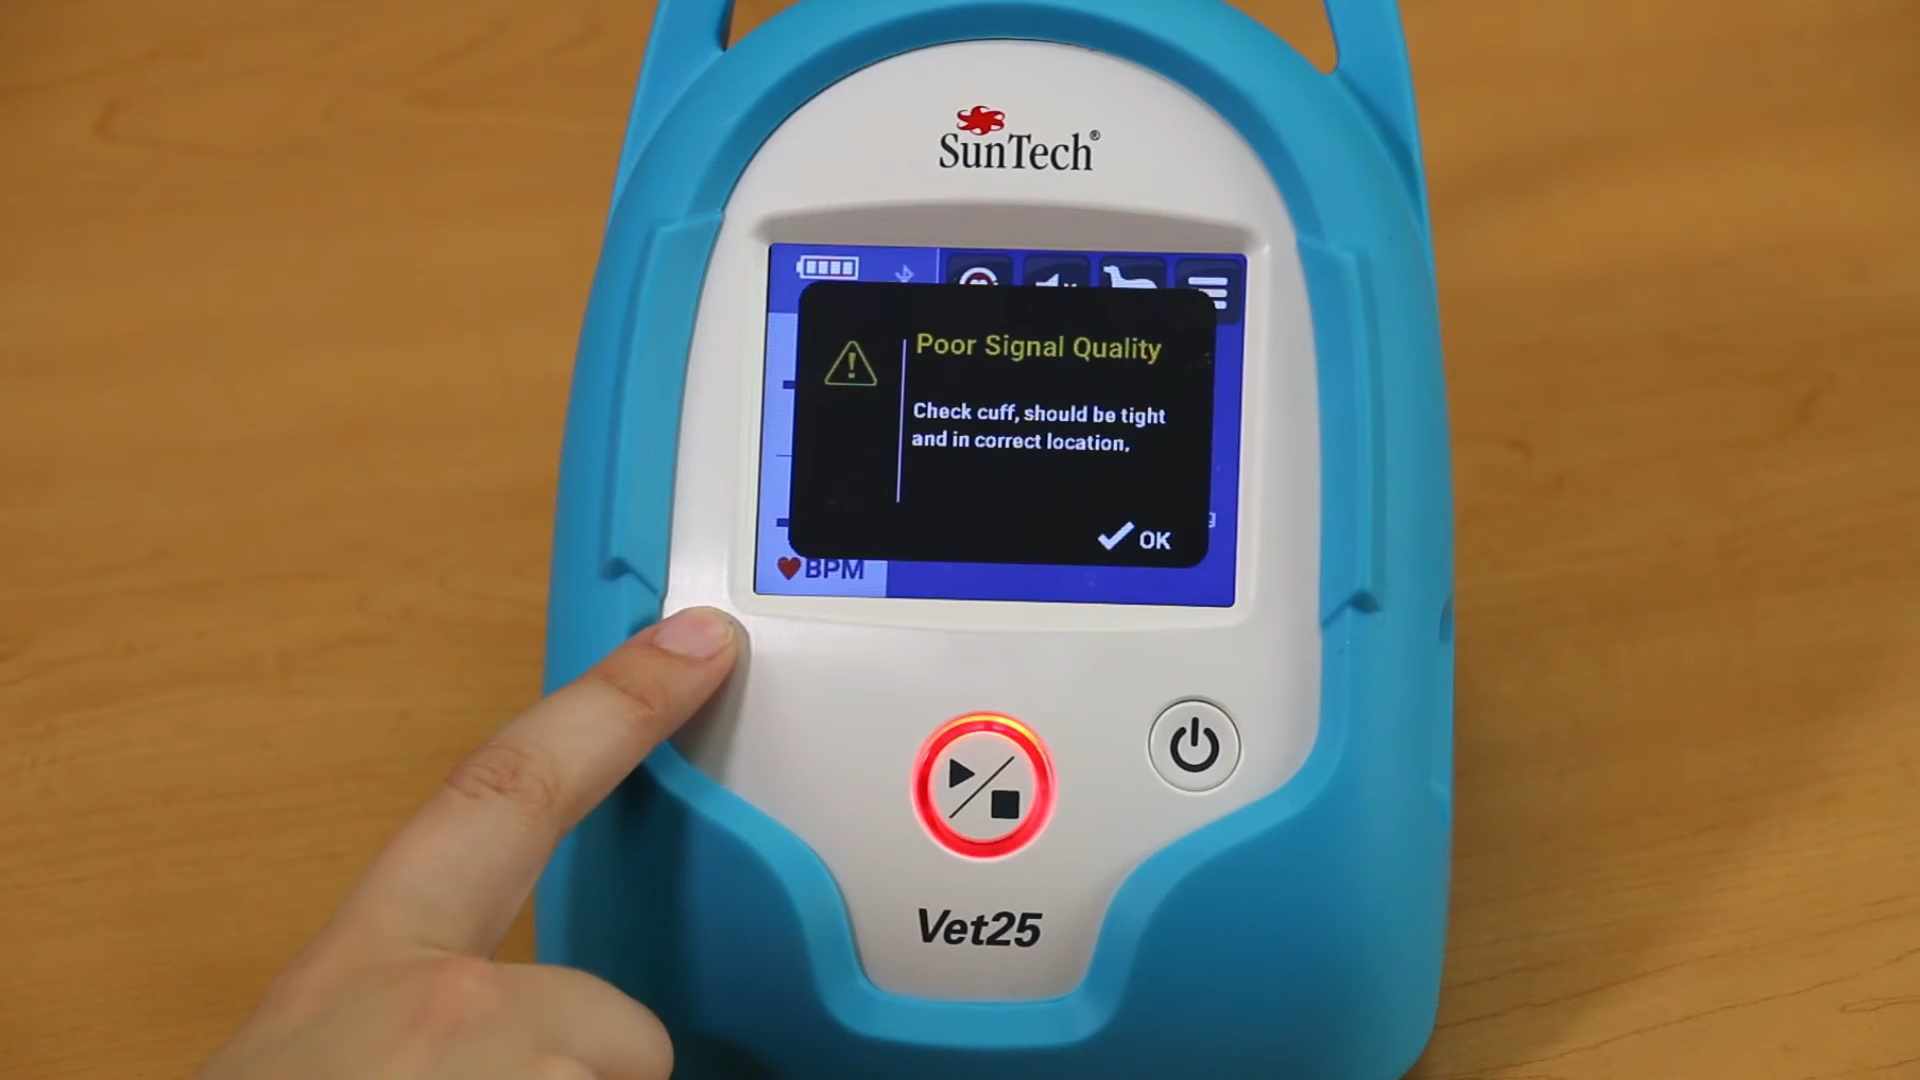 SunTech®
Poor Signal Quality
Check cuff, should be tight
and in correct location.
OK
BPM
Vet25